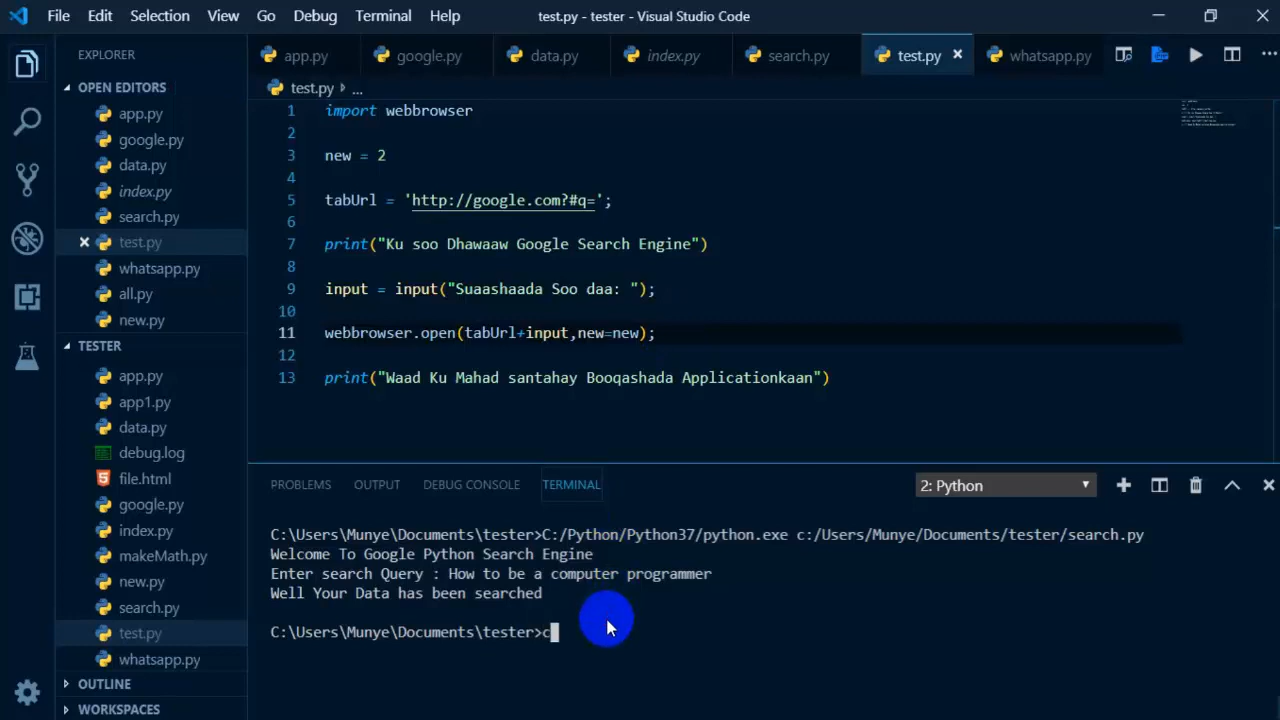 File Edit Selection View Go Debug Terminal Help test.py - tester - Visual Studio Code
EXPLORER
OPEN EDITORS
app.py
google.py
data.py
index.py
search.py
test.py
whatsapp.py
all.py
new.py
TESTER
app.py
app1.py
data.py
debug.log
file.html
google.py
index.py
makeMath.py
new.py
search.py
test.py
whatsapp.py
OUTLINE
WORKSPACES
app.py google.py data.py index.py search.py test.py whatsapp.py
test.py ...
1 import webbrowser
2
3 new = 2
4
5 tabUrl = 'http://google.com?#q=';
6
7 print("Ku soo Dhawaaw Google Search Engine")
8
9 input = input("Suaashaada Soo daa: ");
10
11 webbrowser.open(tabUrl+input,new=new);
12
13 print("Waad Ku Mahad santahay Booqashada Applicationkaan")
PROBLEMS OUTPUT DEBUG CONSOLE TERMINAL 2: Python
C:\Users\Munye\Documents\tester>C:/Python/Python37/python.exe c:/Users/Munye/Documents/tester/search.py
Welcome To Google Python Search Engine
Enter search Query : How to be a computer programmer
Well Your Data has been searched
C:\Users\Munye\Documents\tester>c